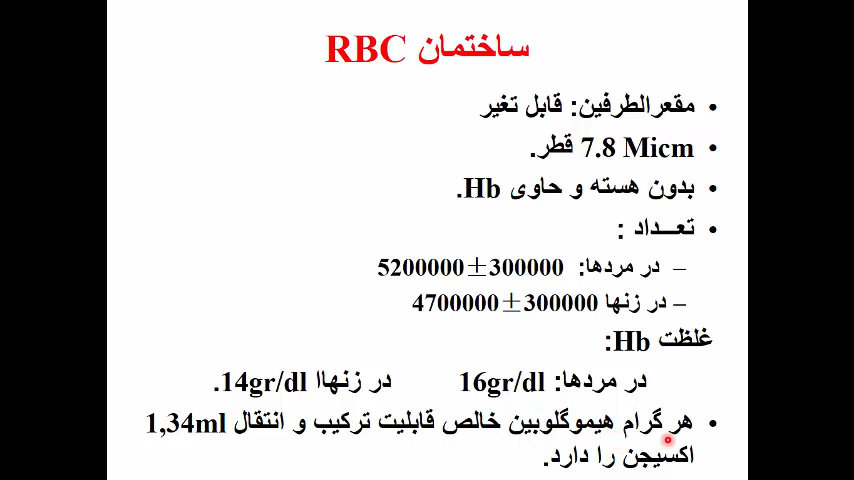 ساختمان RBC
• مقعرالطرفین: قابل تغیر
• 7.8 Micm قطر.
• بدون هسته و حاوی Hb.
• تعـــداد :
– در مردها: 5200000±300000
– در زنها 4700000±300000
غلظت Hb:
در مردها: 16gr/dl در زنهاا 14gr/dl.
• هر گرام هیموگلوبین خالص قابلیت ترکیب و انتقال 1,34ml
اکسیجن را دارد.